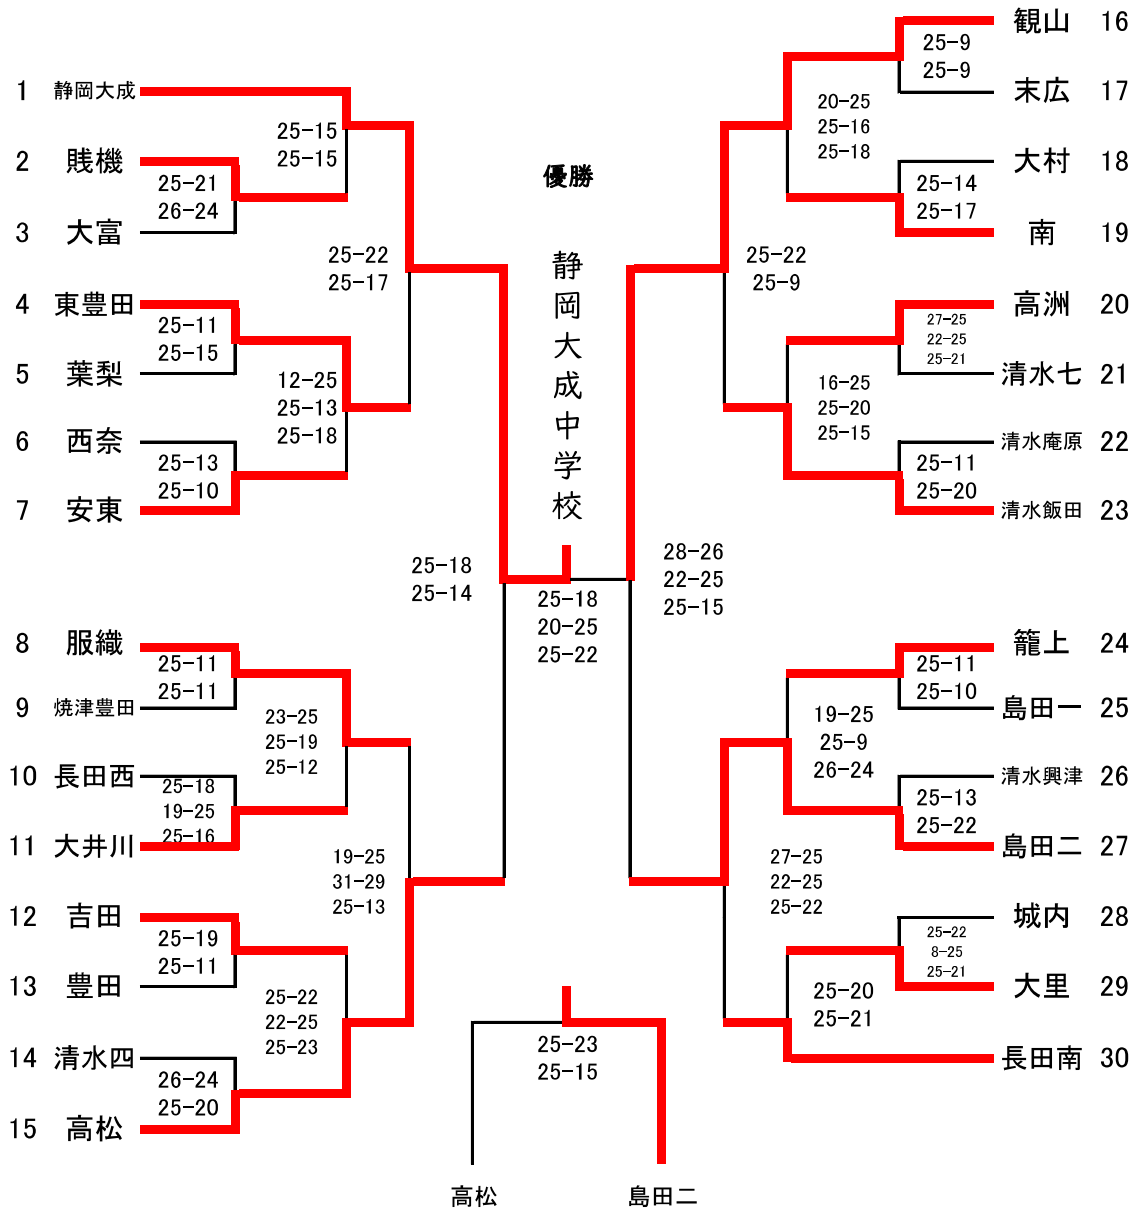 1 静岡大成
2 賎機
3 大富
4 東豊田
5 葉梨
6 西奈
7 安東
8 服織
9 焼津豊田
10 長田西
11 大井川
12 吉田
13 豊田
14 清水四
15 高松
25-21
26-24
25-11
25-15
25-13
25-10
25-11
25-11
25-18
19-25
25-16
25-19
25-11
26-24
25-20
25-15
25-15
12-25
25-13
25-18
23-25
25-19
25-12
25-22
22-25
25-23
25-22
25-17
19-25
31-29
25-13
25-18
25-14
優勝
静岡大成中学校
25-18
20-25
25-22
28-26
22-25
25-15
25-22
25-9
27-25
22-25
25-22
20-25
25-16
25-18
16-25
25-20
25-15
19-25
25-9
26-24
25-20
25-21
25-9
25-9
25-14
25-17
27-25
22-25
25-21
25-11
25-20
25-11
25-10
25-13
25-22
25-22
8-25
25-21
観山 16
末広 17
大村 18
南 19
高洲 20
清水七 21
清水庵原 22
清水飯田 23
籠上 24
島田一 25
清水興津 26
島田二 27
城内 28
大里 29
長田南 30
25-23
25-15
高松
島田二